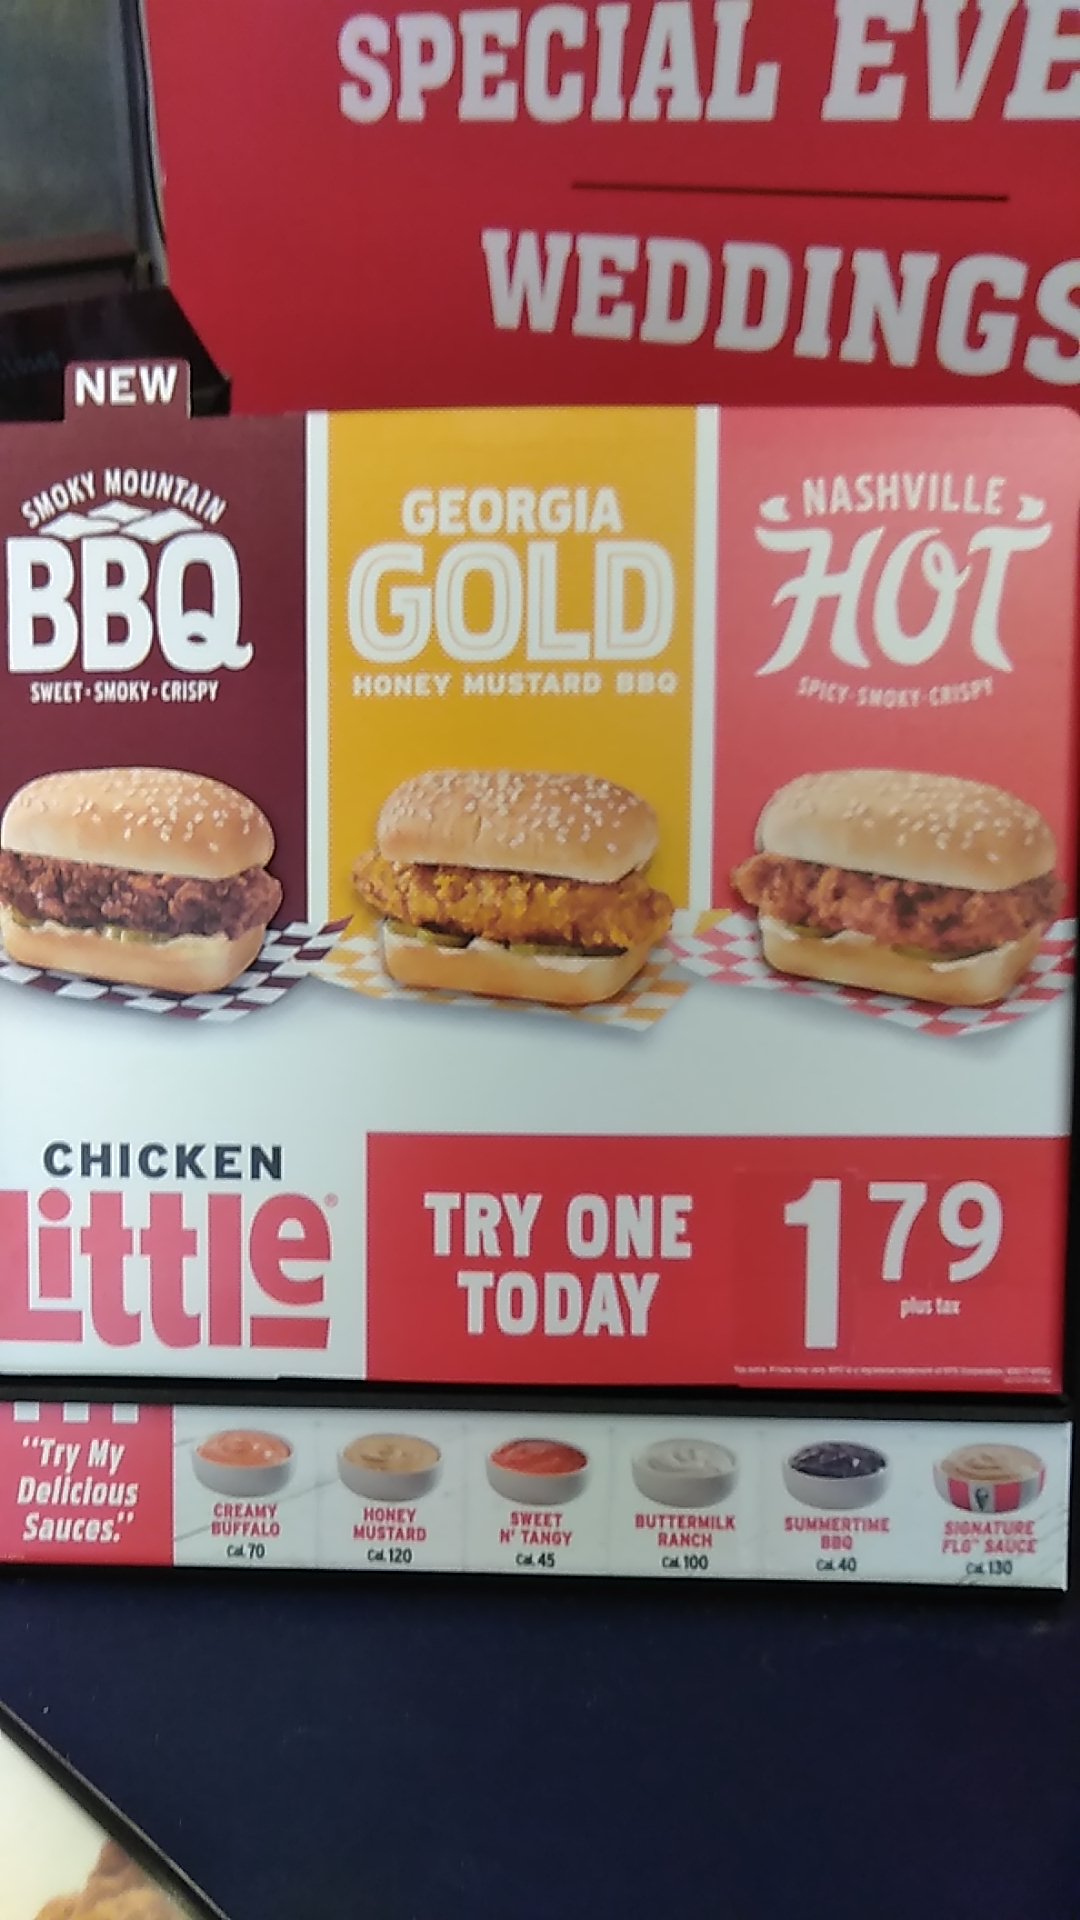 SPECIAL EVE
WEDDINGS
NEW
SMOKY MOUNTAIN
BBQ
SWEET • SMOKY • CRISPY
GEORGIA
GOLD
HONEY MUSTARD BBQ
NASHVILLE
HOT
SPICY • SMOKY • CRISPY
CHICKEN
Little®
TRY ONE
TODAY
1 79
plus tax
"Try My
Delicious
Sauces."
CREAMY
BUFFALO
Cal. 70
HONEY
MUSTARD
Cal. 120
SWEET
N' TANGY
Cal. 45
BUTTERMILK
RANCH
Cal. 100
SUMMERTIME
BBQ
Cal. 40
SIGNATURE
FLG™ SAUCE
Cal. 130